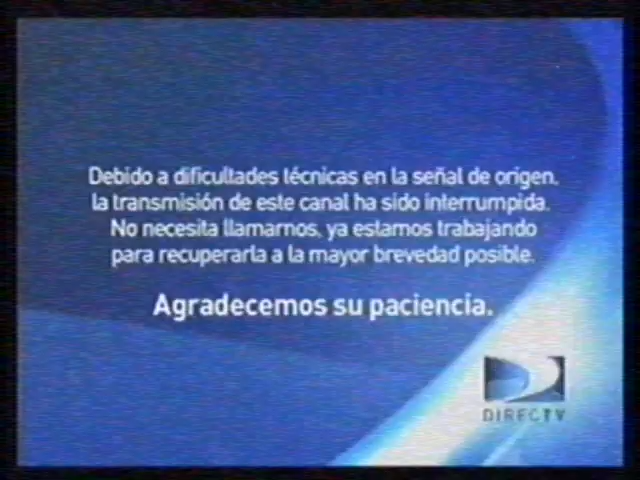 Debido a dificultades técnicas en la señal de origen,
la transmisión de este canal ha sido interrumpida.
No necesita llamarnos, ya estamos trabajando
para recuperarla a la mayor brevedad posible.
Agradecemos su paciencia.
DIRECTV